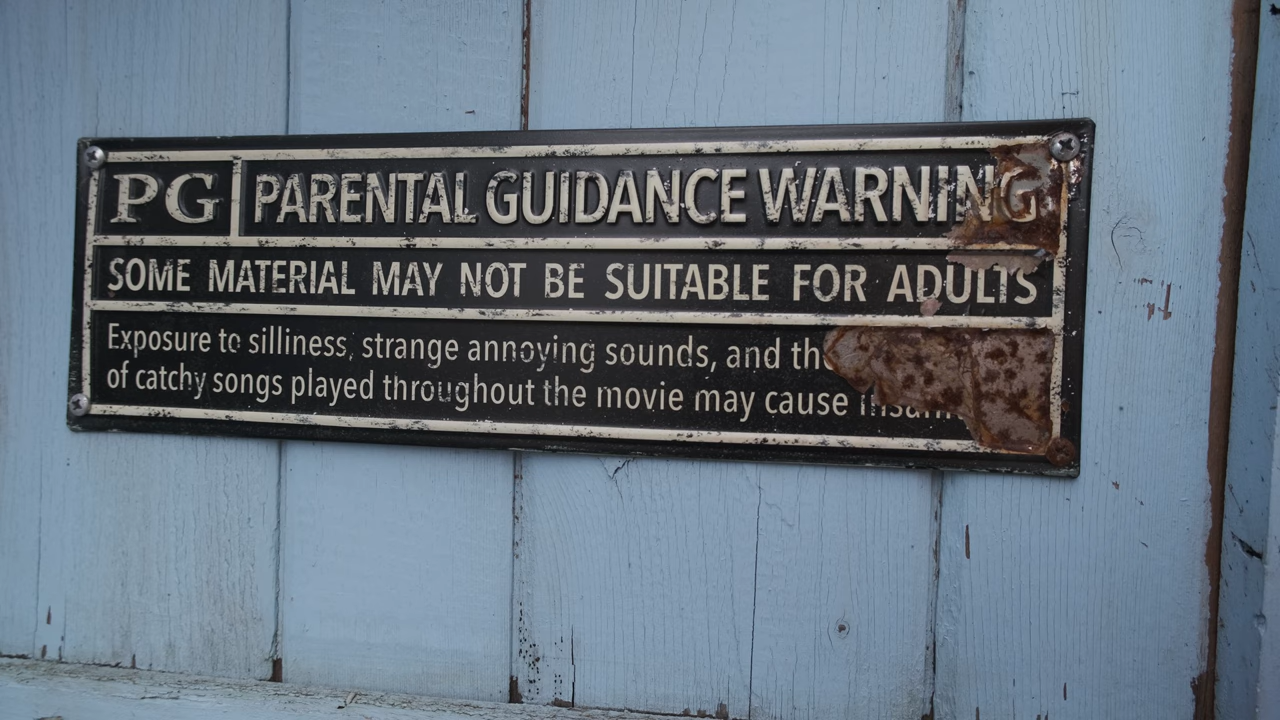 PG PARENTAL GUIDANCE WARNING
SOME MATERIAL MAY NOT BE SUITABLE FOR ADULTS
Exposure to silliness, strange annoying sounds, and
of catchy songs played throughout the movie may cause